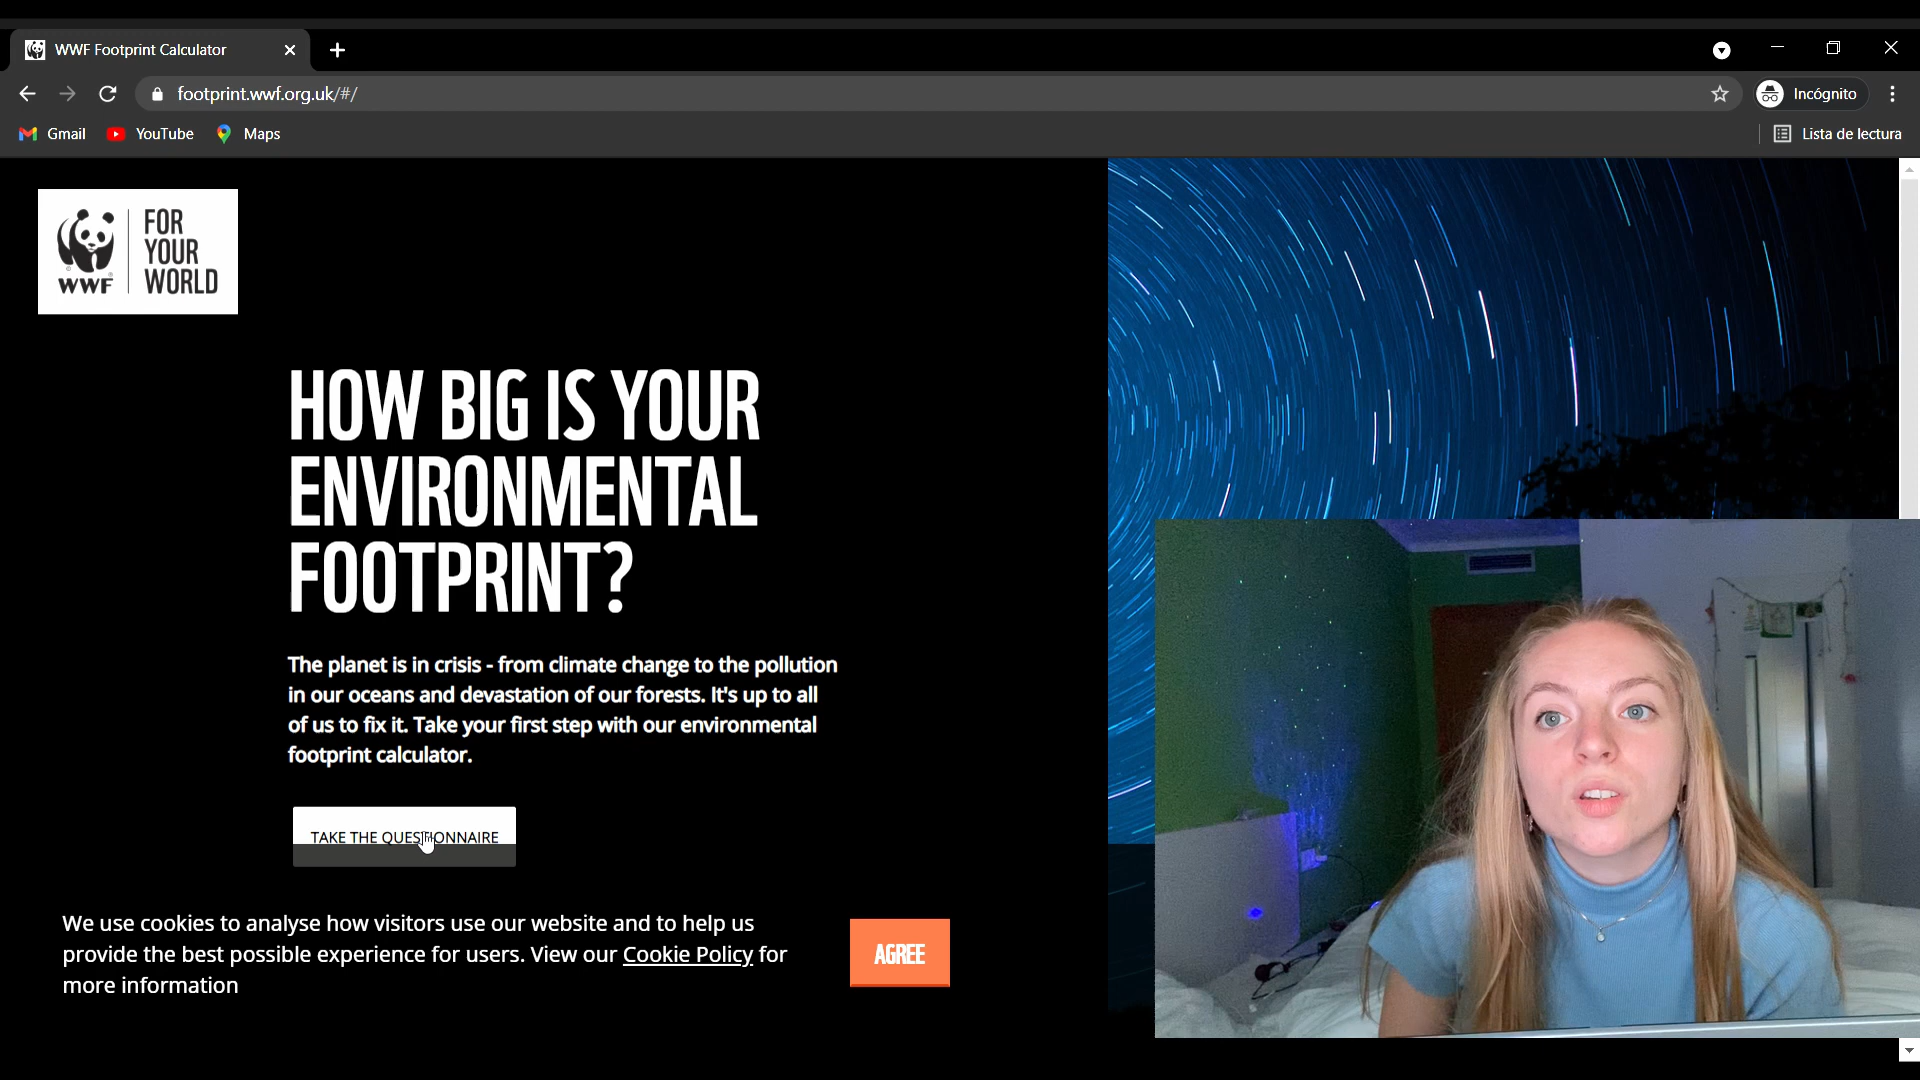 WWF Footprint Calculator
footprint.wwf.org.uk/#/
Incógnito
Gmail
YouTube
Maps
Lista de lectura
WWF
FOR
YOUR
WORLD
HOW BIG IS YOUR
ENVIRONMENTAL
FOOTPRINT?
The planet is in crisis - from climate change to the pollution
in our oceans and devastation of our forests. It's up to all
of us to fix it. Take your first step with our environmental
footprint calculator.
TAKE THE QUESTIONNAIRE
We use cookies to analyse how visitors use our website and to help us
provide the best possible experience for users. View our Cookie Policy for
more information
AGREE